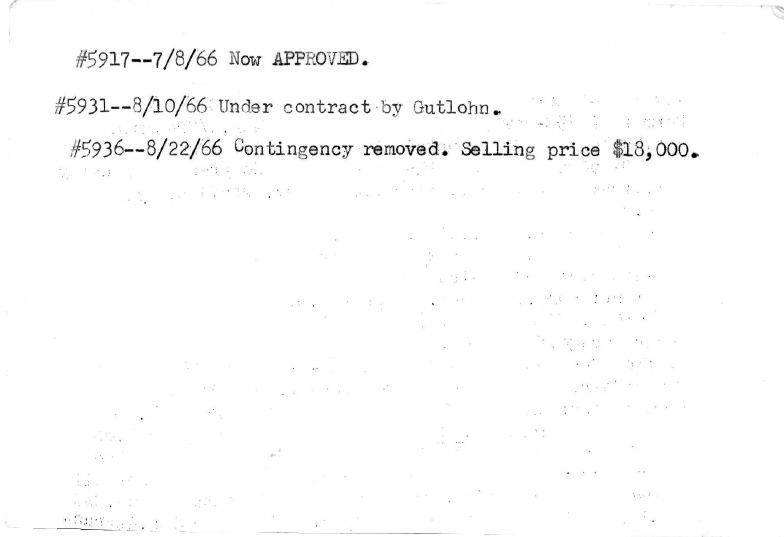 #5917--7/8/66 Now APPROVED.
#5931--8/10/66 Under contract by Gutlohn.
#5936--8/22/66 Contingency removed. Selling price $18,000.